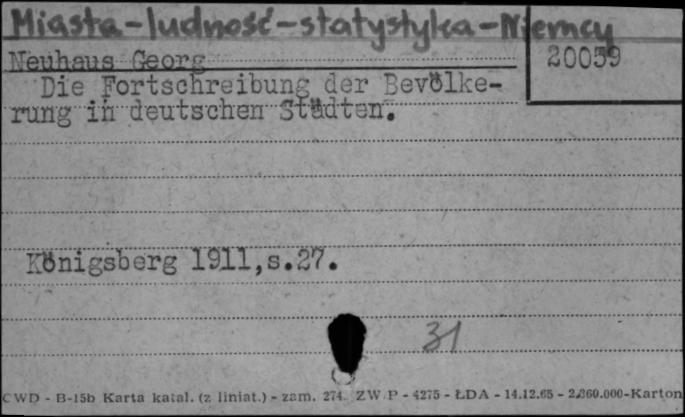 Miasta-ludność-statystyka-Niemcy
Neuhaus Georg
20059
Die Fortschreibung der Bevölke-
rung in deutschen Städten.
Königsberg 1911,s.27.
31
CWD - B-15b Karta katal. (z liniat.) - zam. 274. ZW P - 4275 - ŁDA - 14.12.65 - 2.360.000-Karton